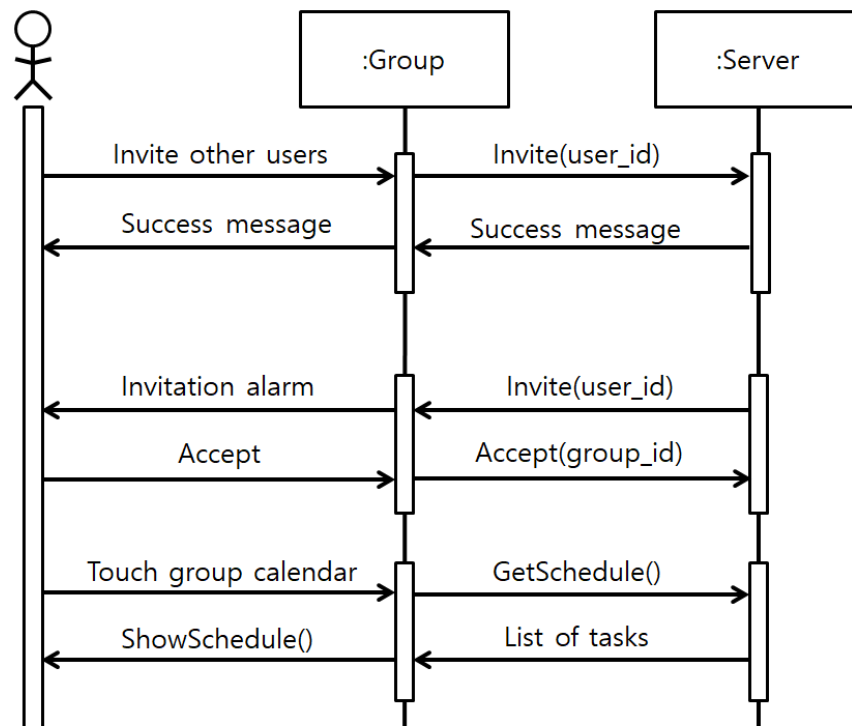 :Group
:Server
Invite other users
Invite(user_id)
Success message
Success message
Invitation alarm
Invite(user_id)
Accept
Accept(group_id)
Touch group calendar
GetSchedule()
ShowSchedule()
List of tasks